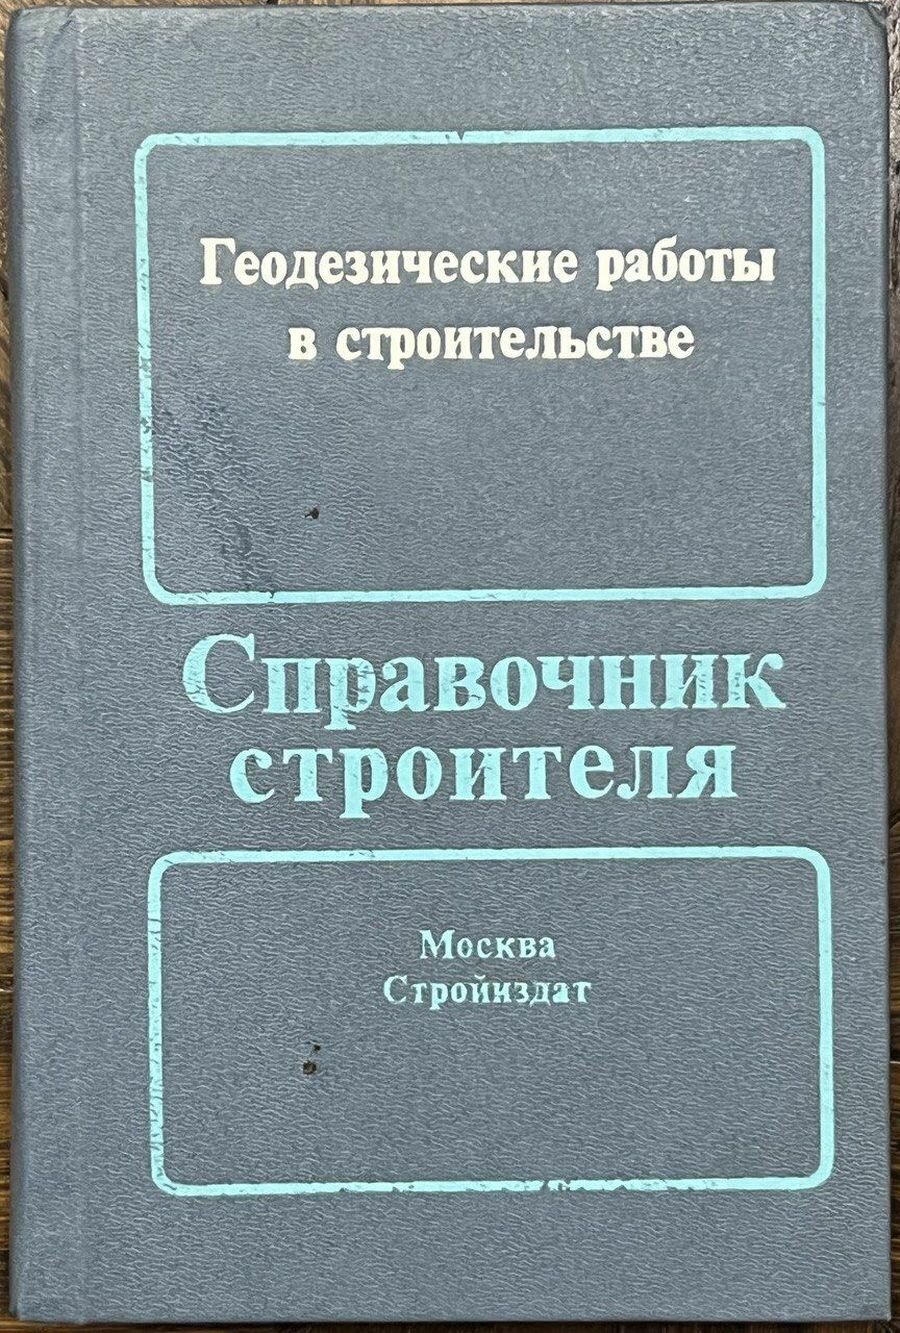 Геодезические работы
в строительстве
Справочник
строителя
Москва
Стройиздат